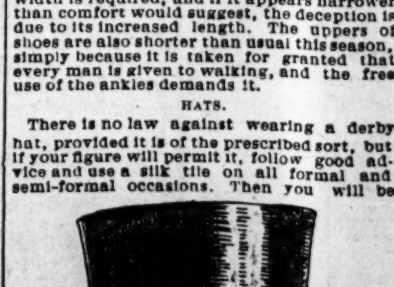 width is required, and if it appears narrower
than comfort would suggest, the deception is
due to its increased length. The uppers of
shoes are also shorter than usual this season,
simply because it is taken for granted that
every man is given to walking, and the free
use of the ankles demands it.
HATS.
There is no law against wearing a derby
hat, provided it is of the prescribed sort, but
if your figure will permit it, follow good ad-
vice and use a silk tile on all formal and
semi-formal occasions. Then you will be